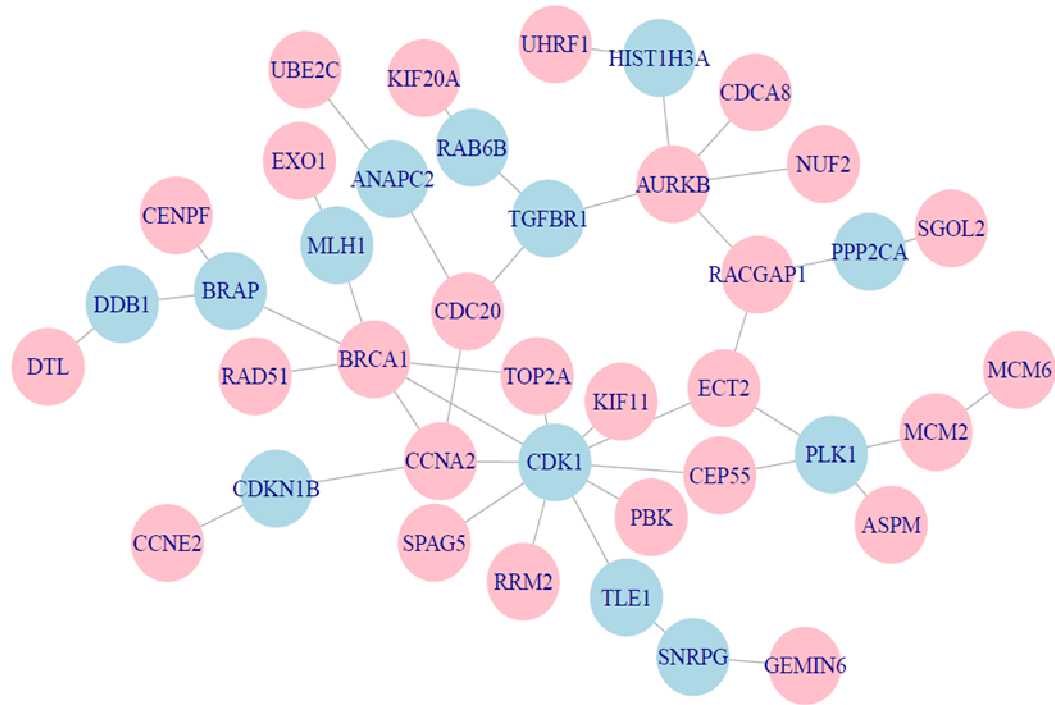 UHRF1
HIST1H3A
UBE2C
KIF20A
CDCA8
EXO1
RAB6B
NUF2
ANAPC2
AURKB
CENPF
TGFBR1
SGOL2
MLH1
PPP2CA
RACGAP1
BRAP
DDB1
CDC20
BRCA1
DTL
RAD51
TOP2A
MCM6
ECT2
KIF11
MCM2
PLK1
CCNA2
CDK1
CEP55
CDKN1B
PBK
ASPM
CCNE2
SPAG5
RRM2
TLE1
SNRPG
GEMIN6